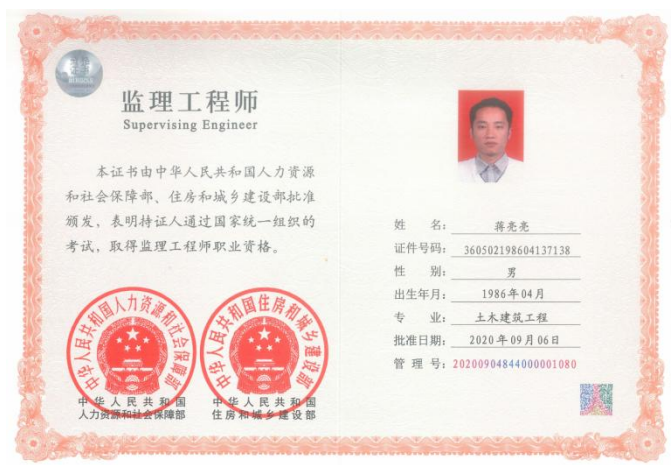 监理工程师
Supervising Engineer
本证书由中华人民共和国人力资源
和社会保障部、住房和城乡建设部批准
颁发，表明持证人通过国家统一组织的
考试，取得监理工程师职业资格。
中华人民共和国人力资源和社会保障部
中华人民共和国
人力资源和社会保障部
中华人民共和国住房和城乡建设部
中华人民共和国
住房和城乡建设部
姓 名： 蒋亮亮
证件号码： 360502198604137138
性 别： 男
出生年月： 1986年04月
专 业： 土木建筑工程
批准日期： 2020年09月06日
管 理 号： 20200904844000001080